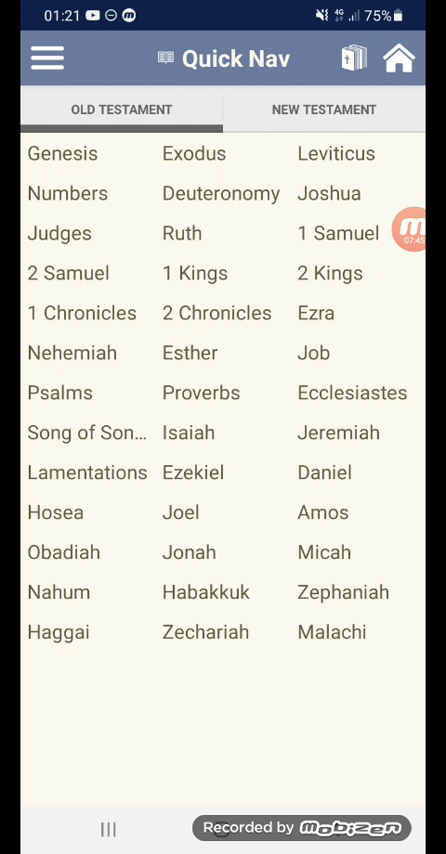 01:21 4G 75%
Quick Nav
OLD TESTAMENT NEW TESTAMENT
Genesis Exodus Leviticus
Numbers Deuteronomy Joshua
Judges Ruth 1 Samuel
07:45
2 Samuel 1 Kings 2 Kings
1 Chronicles 2 Chronicles Ezra
Nehemiah Esther Job
Psalms Proverbs Ecclesiastes
Song of Son... Isaiah Jeremiah
Lamentations Ezekiel Daniel
Hosea Joel Amos
Obadiah Jonah Micah
Nahum Habakkuk Zephaniah
Haggai Zechariah Malachi
Recorded by mobizen